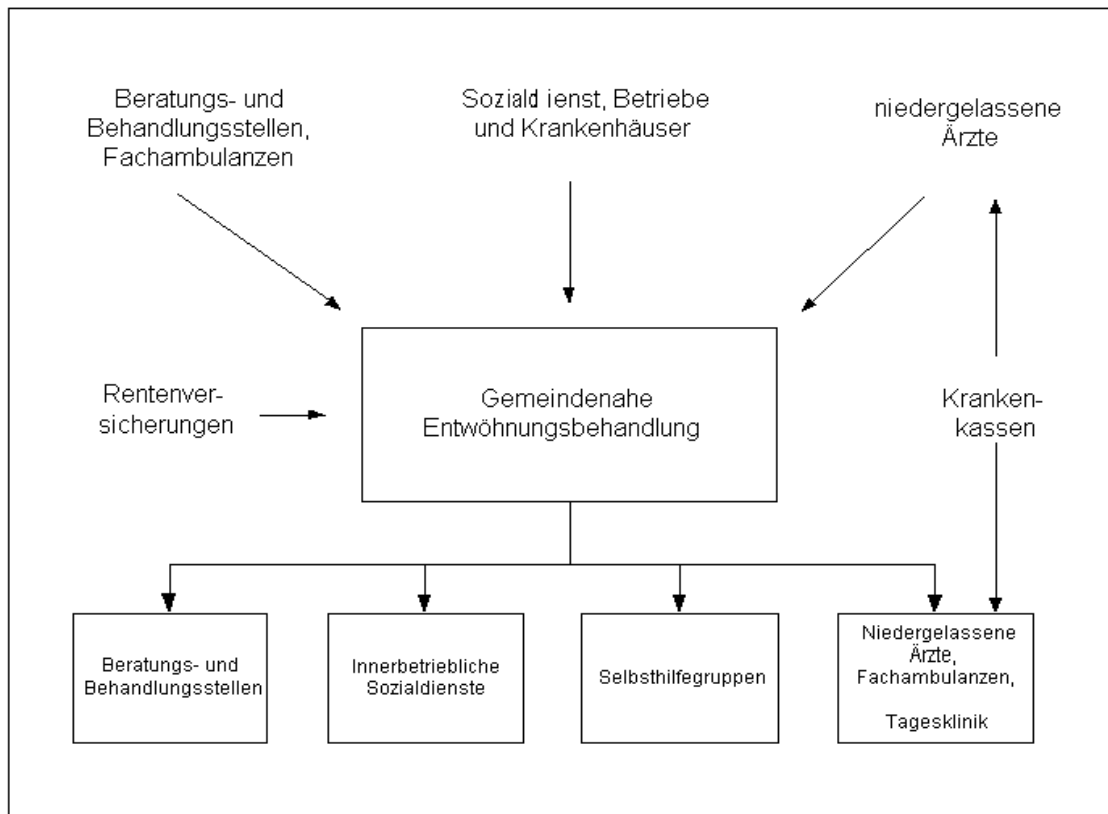 Beratungs- und
Behandlungsstellen,
Fachambulanzen
Soziald ienst, Betriebe
und Krankenhäuser
niedergelassene
Ärzte
Rentenver-
sicherungen
Gemeindenahe
Entwöhnungsbehandlung
Kranken-
kassen
Beratungs- und
Behandlungsstellen
Innerbetriebliche
Sozialdienste
Selbsthilfegruppen
Niedergelassene
Ärzte,
Fachambulanzen,
Tagesklinik